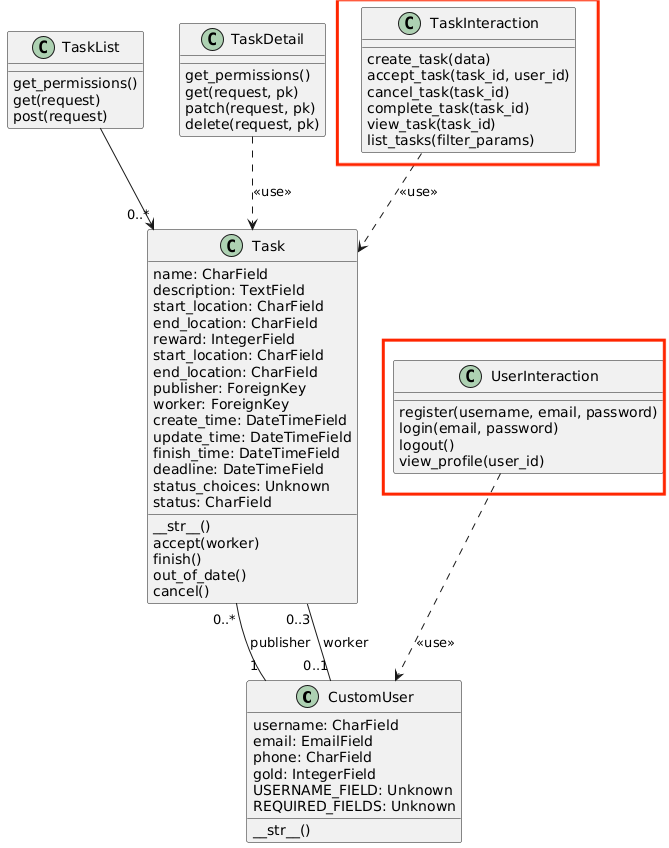 C TaskList
get_permissions()
get(request)
post(request)
C TaskDetail
get_permissions()
get(request, pk)
patch(request, pk)
delete(request, pk)
C TaskInteraction
create_task(data)
accept_task(task_id, user_id)
cancel_task(task_id)
complete_task(task_id)
view_task(task_id)
list_tasks(filter_params)
0..*
«use»
«use»
C Task
name: CharField
description: TextField
start_location: CharField
end_location: CharField
reward: IntegerField
start_location: CharField
end_location: CharField
publisher: ForeignKey
worker: ForeignKey
create_time: DateTimeField
update_time: DateTimeField
finish_time: DateTimeField
deadline: DateTimeField
status_choices: Unknown
status: CharField
__str__()
accept(worker)
finish()
out_of_date()
cancel()
C UserInteraction
register(username, email, password)
login(email, password)
logout()
view_profile(user_id)
0..*
0..3
publisher
worker
«use»
1
0..1
C CustomUser
username: CharField
email: EmailField
phone: CharField
gold: IntegerField
USERNAME_FIELD: Unknown
REQUIRED_FIELDS: Unknown
__str__()